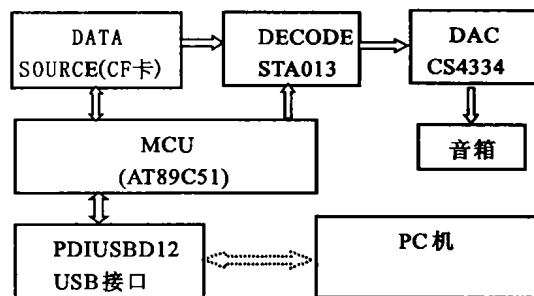 DATA
SOURCE(CF卡)
DECODE
STA013
DAC
CS4334
MCU
(AT89C51)
音箱
PDIUSBD12
USB接口
PC机